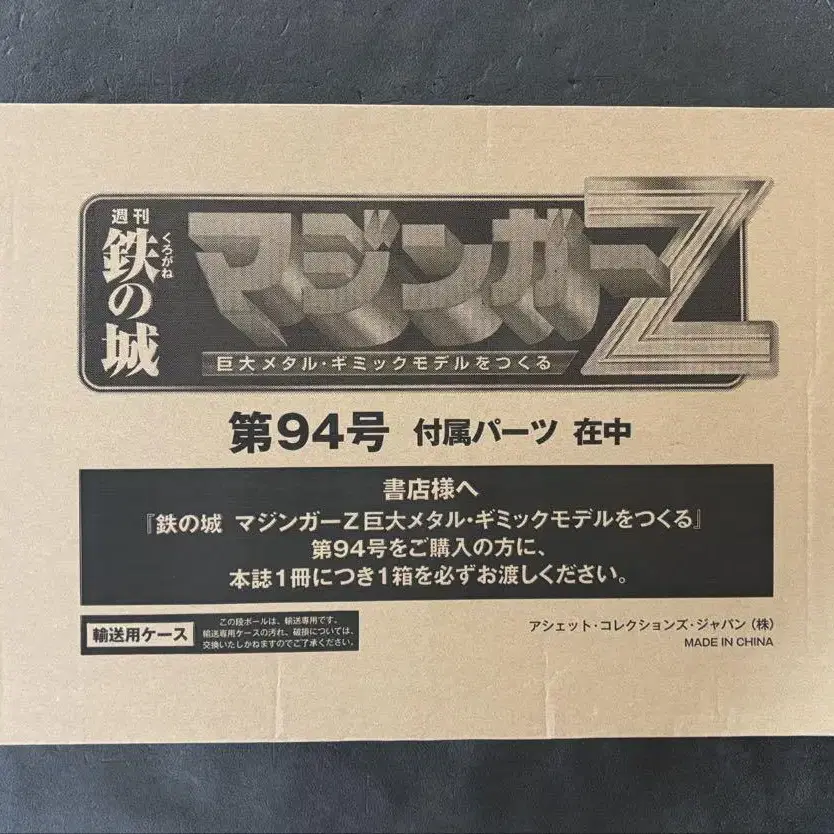 週刊
鉄の城
くろがね
マジンガーZ
巨大メタル・ギミックモデルをつくる
第94号 付属パーツ 在中
書店様へ
『鉄の城 マジンガーZ巨大メタル・ギミックモデルをつくる』
第94号をご購入の方に、
本誌1冊につき1箱を必ずお渡しください。
輸送用ケース
この段ボールは、輸送専用です。
輸送専用ケースの汚れ、破損については、
交換いたしかねますのでご了承ください。
アシェット・コレクションズ・ジャパン(株)
MADE IN CHINA